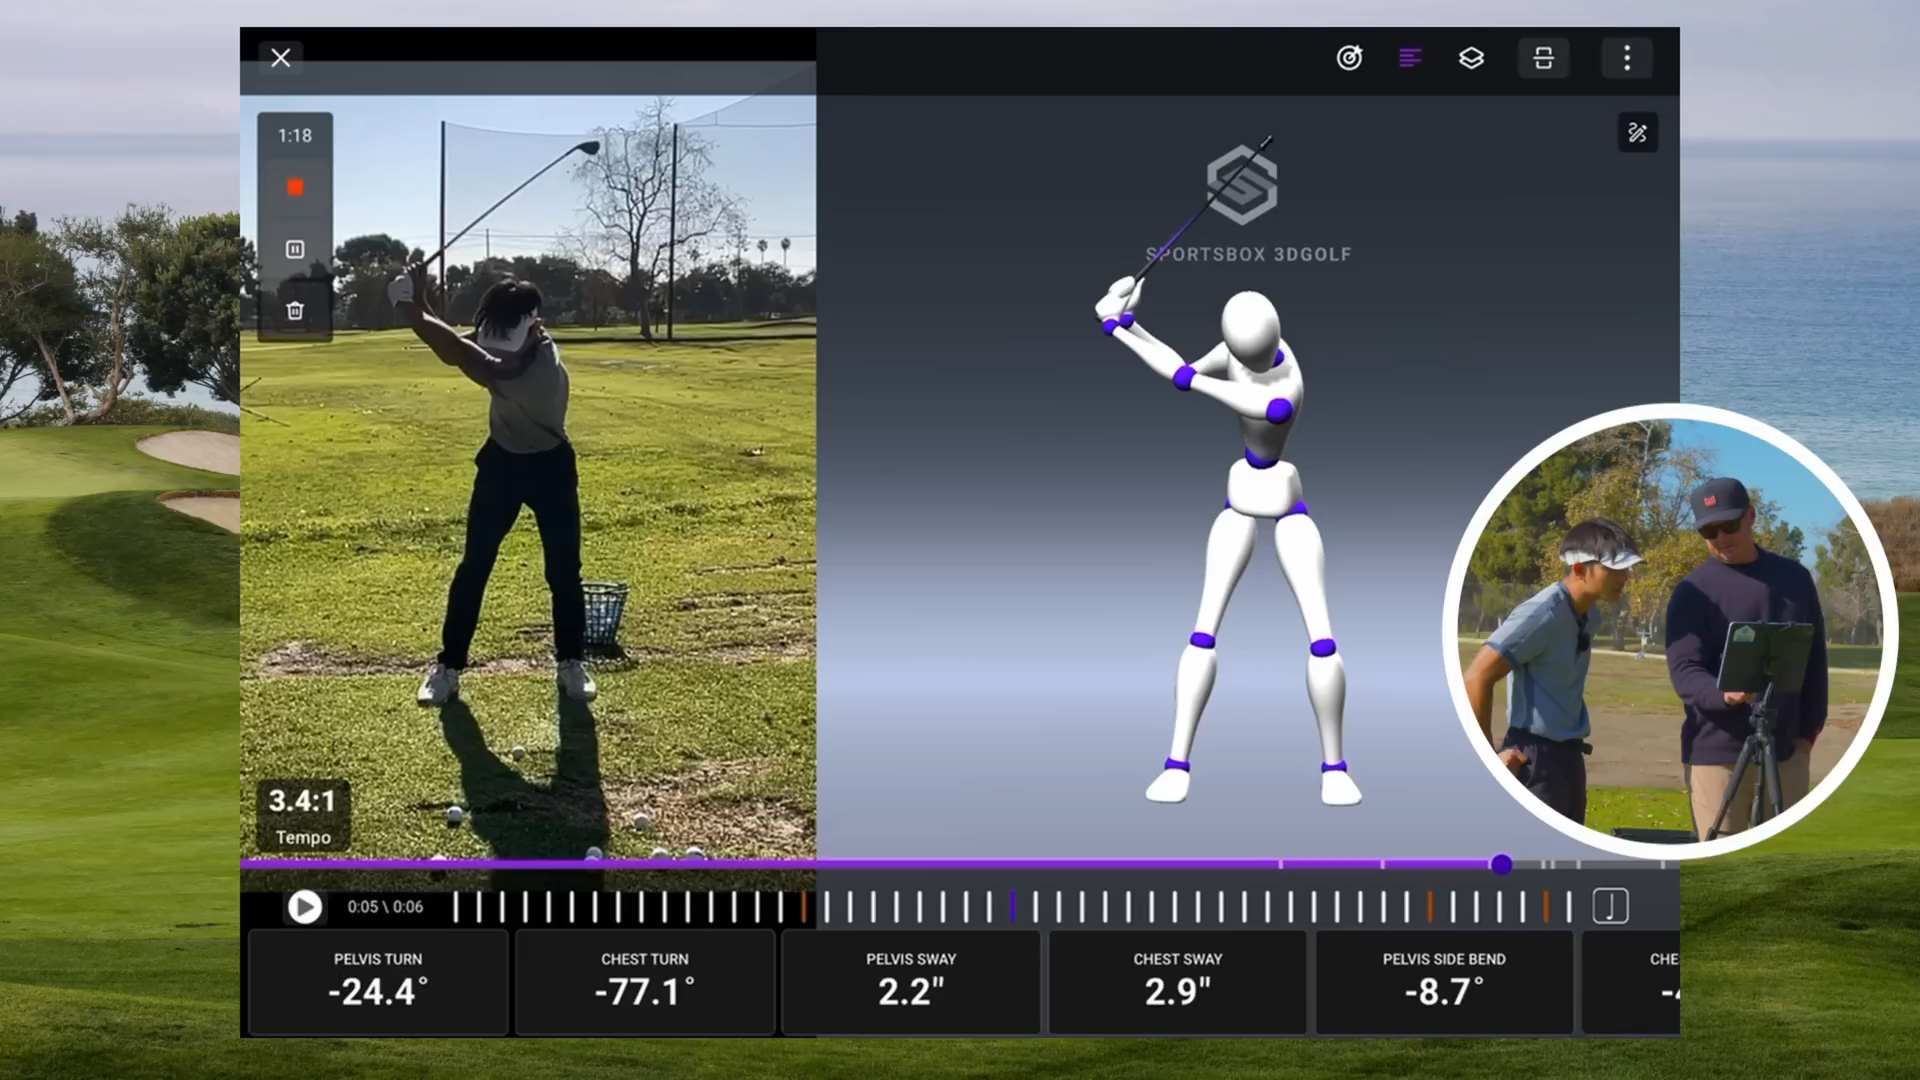 1:18
SPORTSBOX 3DGOLF
3.4:1
Tempo
0:05 \ 0:06
PELVIS TURN
-24.4°
CHEST TURN
-77.1°
PELVIS SWAY
2.2"
CHEST SWAY
2.9"
PELVIS SIDE BEND
-8.7°
CHE